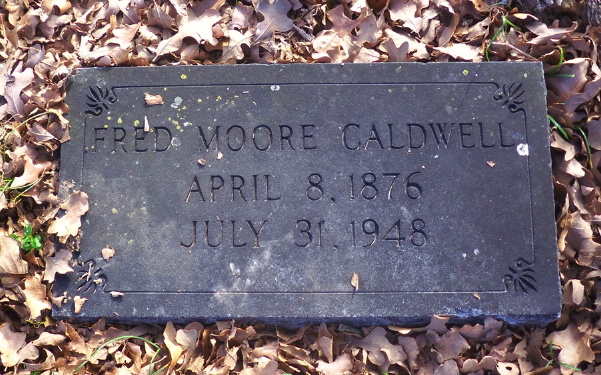 FRED MOORE CALDWELL
APRIL 8, 1876
JULY 31, 1948